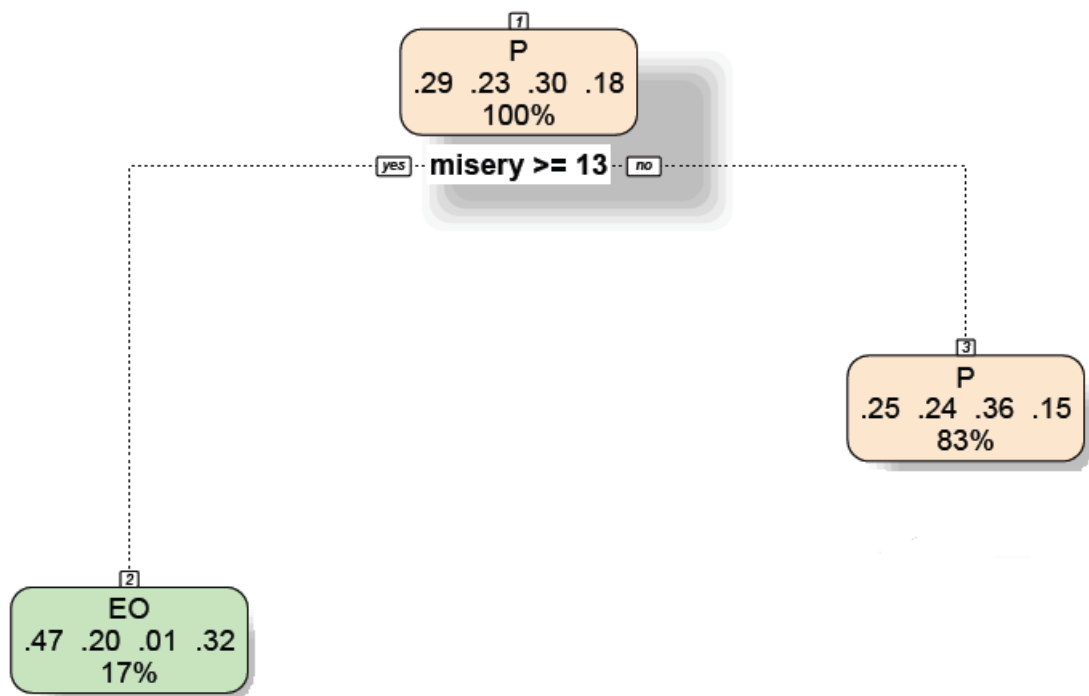 1
P
.29 .23 .30 .18
100%
yes misery >= 13 no
3
P
.25 .24 .36 .15
83%
2
EO
.47 .20 .01 .32
17%